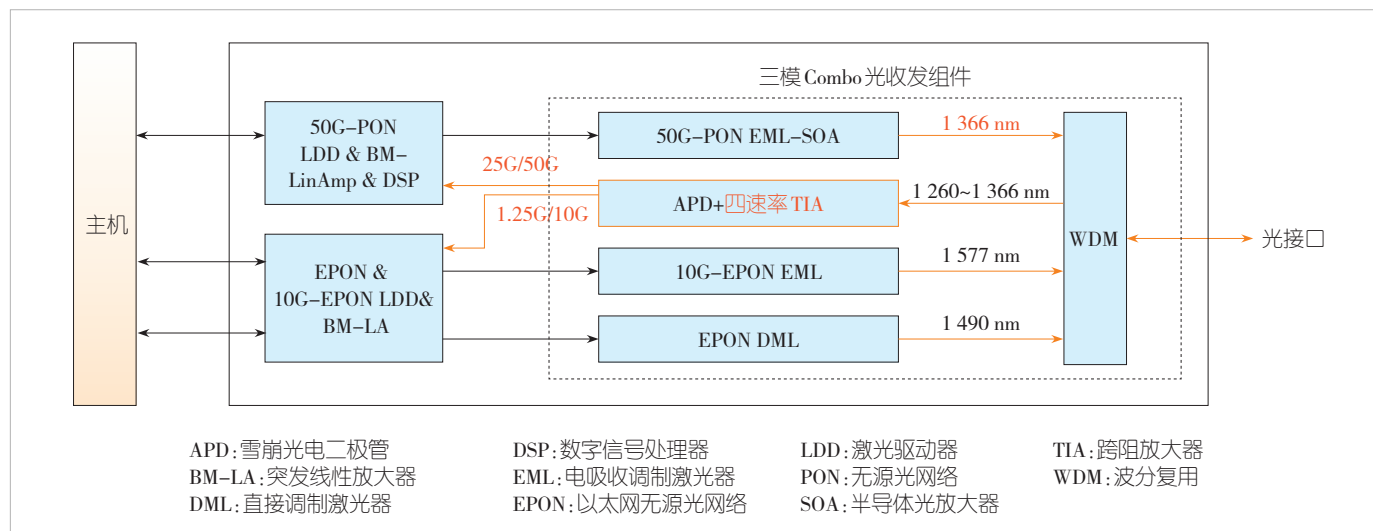 三模Combo光收发组件
主机
50G-PON
LDD & BM-
LinAmp & DSP
25G/50G
1.25G/10G
EPON &
10G-EPON LDD&
BM-LA
50G-PON EML-SOA
1 366 nm
APD+四速率TIA
1 260~1 366 nm
10G-EPON EML
1 577 nm
EPON DML
1 490 nm
WDM
光接口
APD:雪崩光电二极管
BM-LA:突发线性放大器
DML:直接调制激光器
DSP:数字信号处理器
EML:电吸收调制激光器
EPON:以太网无源光网络
LDD:激光驱动器
PON:无源光网络
SOA:半导体光放大器
TIA:跨阻放大器
WDM:波分复用